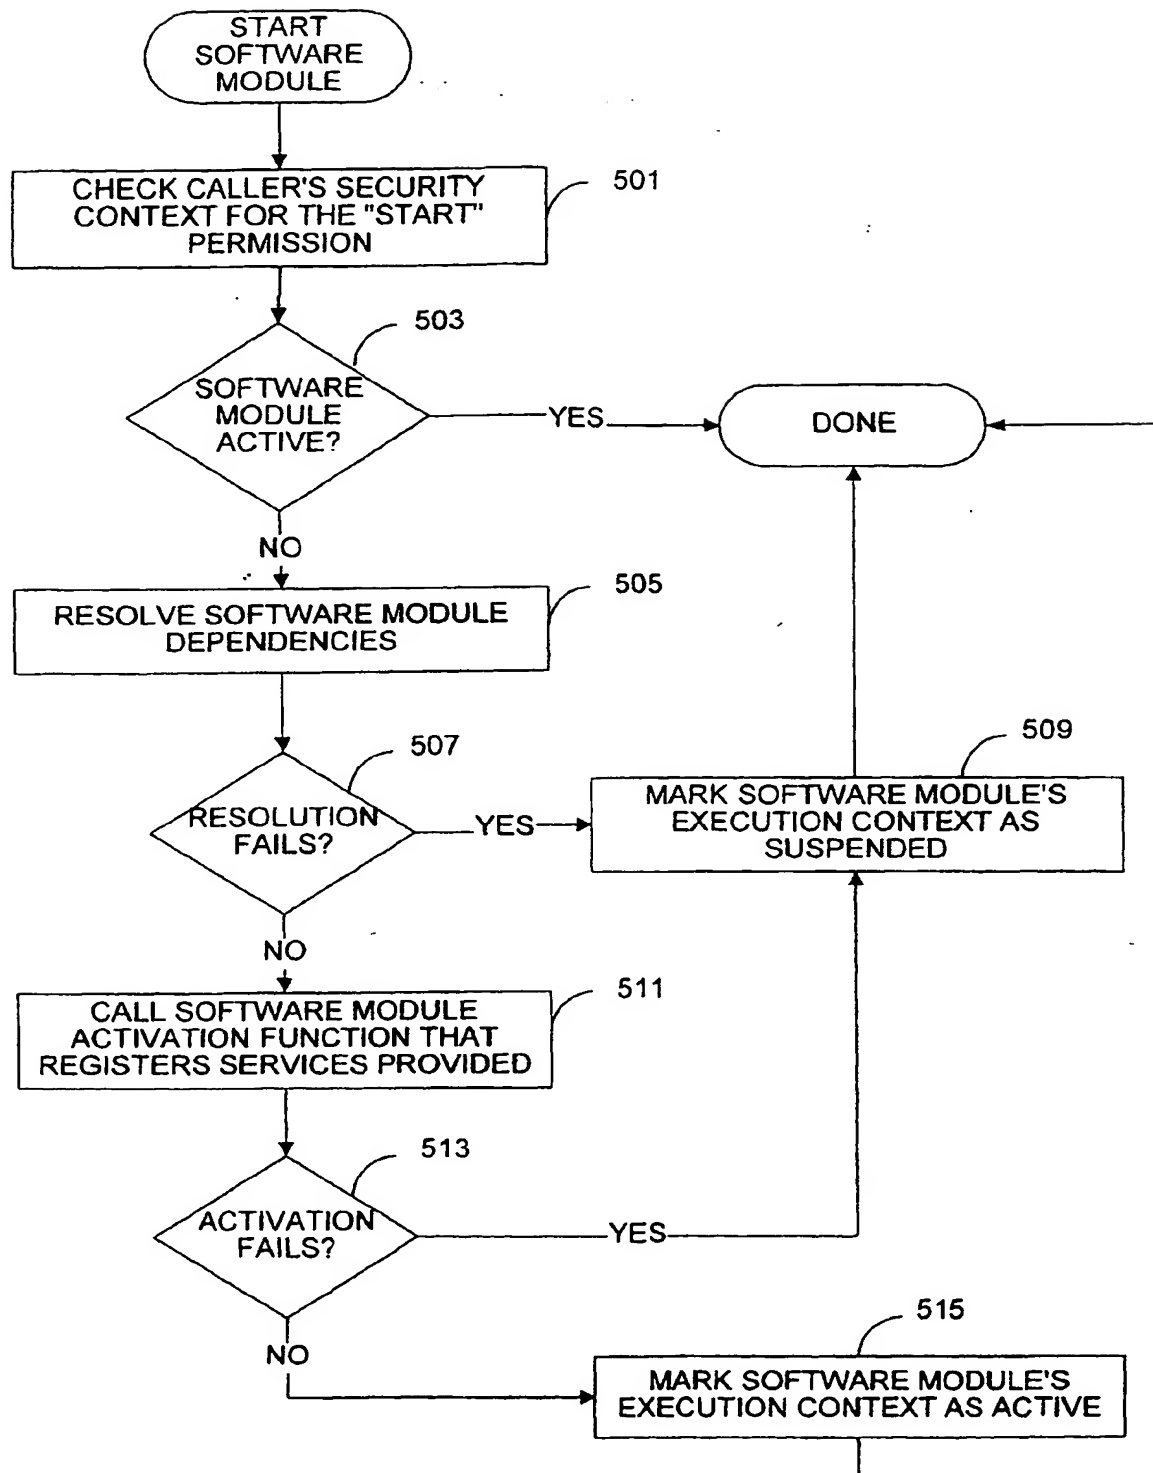 START
SOFTWARE
MODULE
CHECK CALLER'S SECURITY
CONTEXT FOR THE "START"
PERMISSION
501
503
SOFTWARE
MODULE
ACTIVE?
YES
DONE
NO
RESOLVE SOFTWARE MODULE
DEPENDENCIES
505
507
RESOLUTION
FAILS?
YES
509
MARK SOFTWARE MODULE'S
EXECUTION CONTEXT AS
SUSPENDED
NO
CALL SOFTWARE MODULE
ACTIVATION FUNCTION THAT
REGISTERS SERVICES PROVIDED
511
513
ACTIVATION
FAILS?
YES
NO
515
MARK SOFTWARE MODULE'S
EXECUTION CONTEXT AS ACTIVE